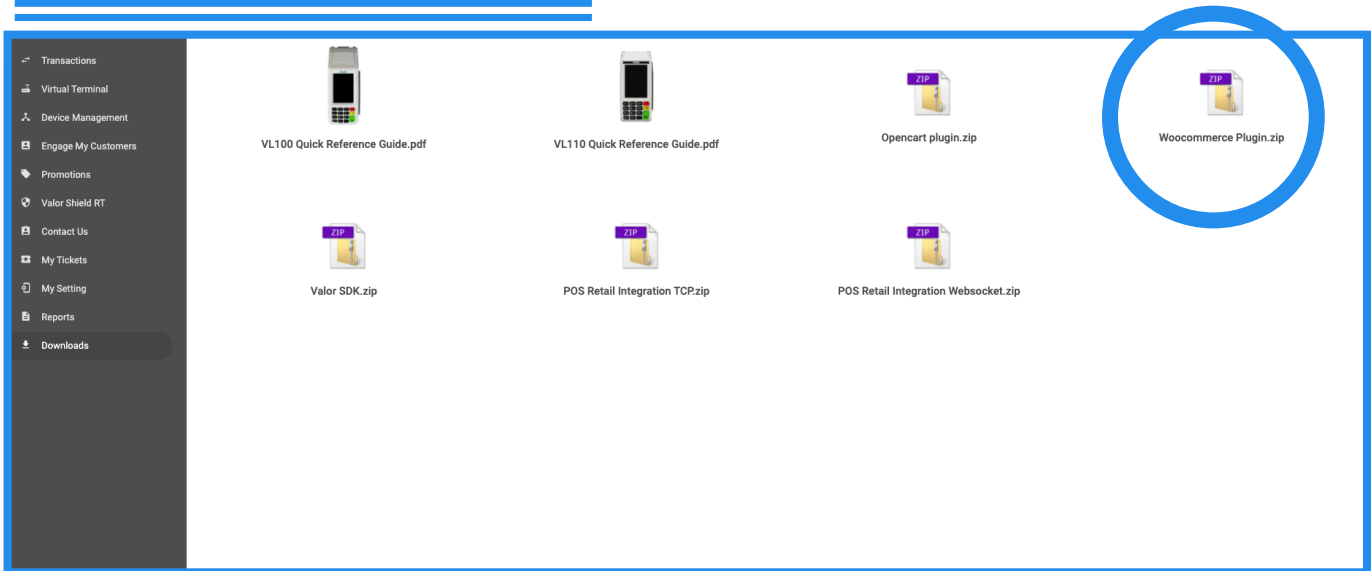 Transactions
Virtual Terminal
Device Management
Engage My Customers
Promotions
Valor Shield RT
Contact Us
My Tickets
My Setting
Reports
Downloads
VL100 Quick Reference Guide.pdf
VL110 Quick Reference Guide.pdf
ZIP
Opencart plugin.zip
ZIP
Woocommerce Plugin.zip
ZIP
Valor SDK.zip
ZIP
POS Retail Integration TCP.zip
ZIP
POS Retail Integration Websocket.zip